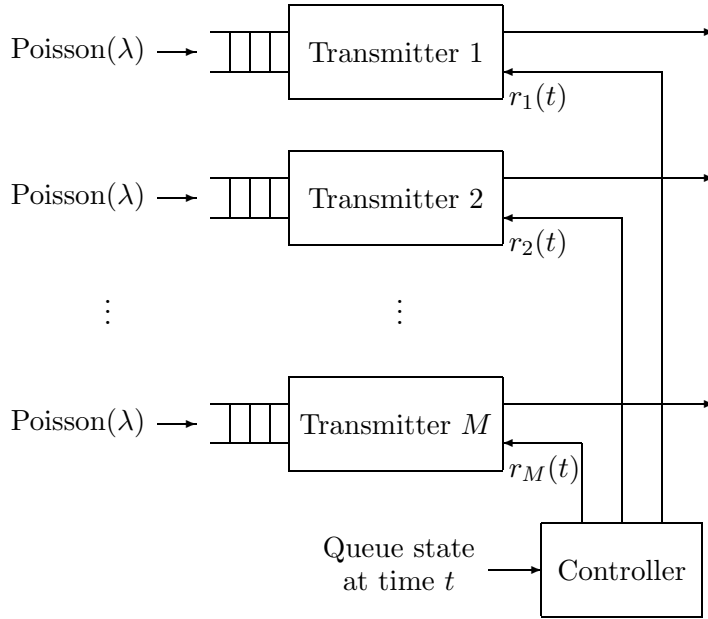 Poisson(λ)
Transmitter 1
r₁(t)
Poisson(λ)
Transmitter 2
r₂(t)
⋮ ⋮
Poisson(λ)
Transmitter M
r_M(t)
Queue state
at time t
Controller